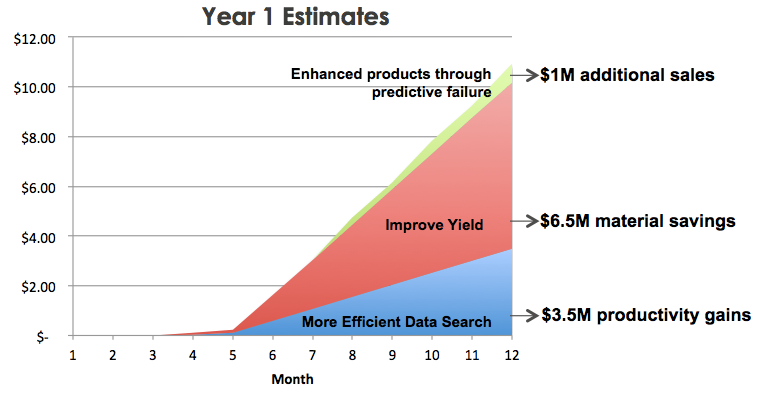 Year 1 Estimates
$12.00
$10.00
$8.00
$6.00
$4.00
$2.00
$-
Enhanced products through
predictive failure
Improve Yield
More Efficient Data Search
$1M additional sales
$6.5M material savings
$3.5M productivity gains
1 2 3 4 5 6 7 8 9 10 11 12
Month